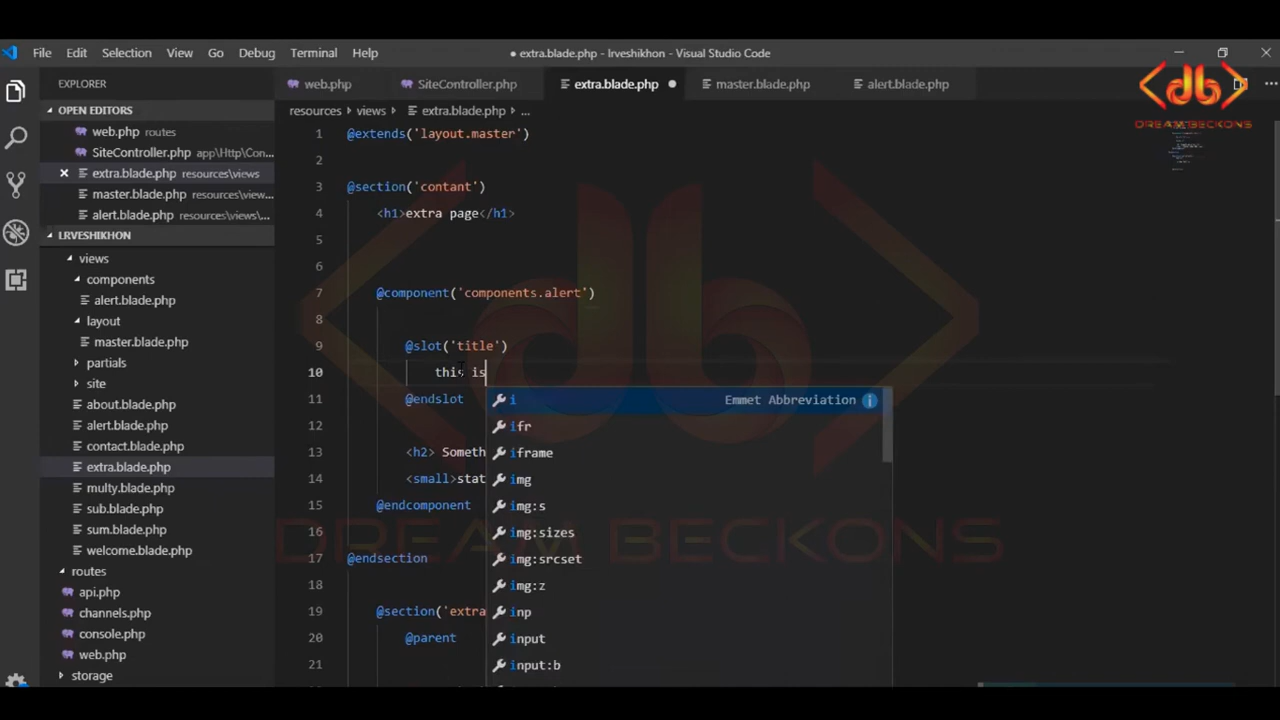 File Edit Selection View Go Debug Terminal Help ● extra.blade.php - lrveshikhon - Visual Studio Code
EXPLORER
OPEN EDITORS
web.php routes
SiteController.php app\Http\Con...
extra.blade.php resources\views
master.blade.php resources\view...
alert.blade.php resources\views\...
LRVESHIKHON
views
components
alert.blade.php
layout
master.blade.php
partials
site
about.blade.php
alert.blade.php
contact.blade.php
extra.blade.php
multy.blade.php
sub.blade.php
sum.blade.php
welcome.blade.php
routes
api.php
channels.php
console.php
web.php
storage
web.php SiteController.php extra.blade.php master.blade.php alert.blade.php
resources views extra.blade.php ...
1 @extends('layout.master')
2
3 @section('contant')
4 <h1>extra page</h1>
5
6
7 @component('components.alert')
8
9 @slot('title')
10 this is
11 @endslot
12
13 <h2> Someth
14 <small>stat
15 @endcomponent
16
17 @endsection
18
19 @section('extra
20 @parent
21
i Emmet Abbreviation
ifr
iframe
img
img:s
img:sizes
img:srcset
img:z
inp
input
input:b
db
DREAM BECKONS
DREAM BECKONS